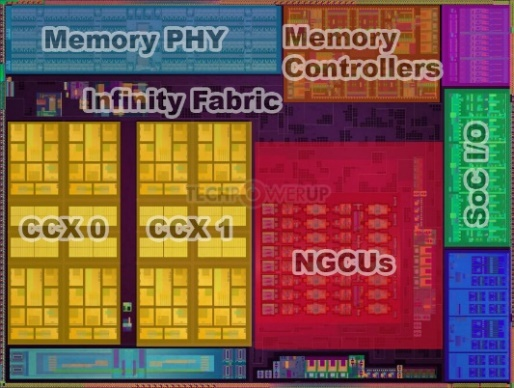 Memory PHY
Memory
Controllers
Infinity Fabric
TECHPOWERUP
CCX 0
CCX 1
NGCUs
SoC I/O